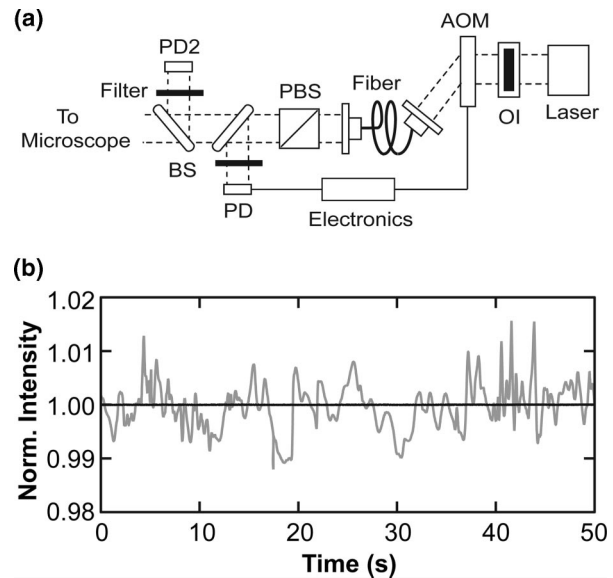 (a)
PD2
Filter
To
Microscope
BS
PBS
PD
Fiber
AOM
OI
Laser
Electronics
(b)
Norm. Intensity
1.02
1.01
1.00
0.99
0.98
0 10 20 30 40 50
Time (s)